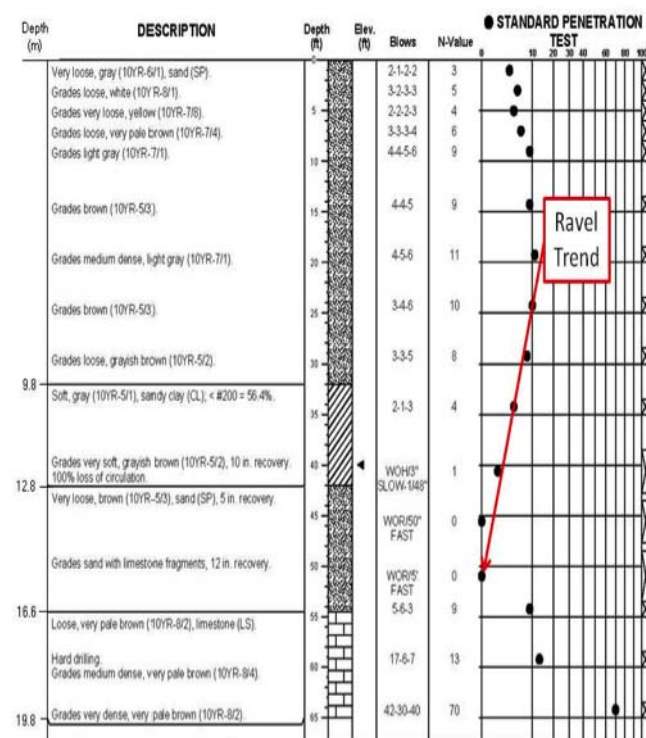 ● STANDARD PENETRATION TEST
Depth (m) DESCRIPTION Depth (ft) Elev. (ft) Blows N-Value 0 10 20 30 40 60 80 100
0
Very loose, gray (10YR-6/1), sand (SP). 2-1-2-2 3
Grades loose, white (10YR-8/1). 3-2-3-3 5
Grades very loose, yellow (10YR-7/8). 5 2-2-2-3 4
Grades loose, very pale brown (10YR-7/4). 3-3-3-4 6
Grades light gray (10YR-7/1). 4-4-5-6 9
10
Grades brown (10YR-5/3). 15 4-4-5 9
Ravel
Trend
Grades medium dense, light gray (10YR-7/1). 20 4-5-6 11
Grades brown (10YR-5/3). 25 3-4-6 10
Grades loose, grayish brown (10YR-5/2). 30 3-3-5 8
9.8
Soft, gray (10YR-5/1), sandy clay (CL); < #200 = 56.4%. 35 2-1-3 4
Grades very soft, grayish brown (10YR-5/2), 10 in. recovery. 40 WOH/3" 1
100% loss of circulation. SLOW-1/48"
12.8
Very loose, brown (10YR-5/3), sand (SP), 5 in. recovery.
45 WOR/50" 0
FAST
Grades sand with limestone fragments, 12 in. recovery. 50 WOR/5' 0
FAST
16.6 55 5-6-3 9
Loose, very pale brown (10YR-8/2), limestone (LS).
Hard drilling. 60 17-6-7 13
Grades medium dense, very pale brown (10YR-8/4).
Grades very dense, very pale brown (10YR-8/2). 65 42-30-40 70
19.8